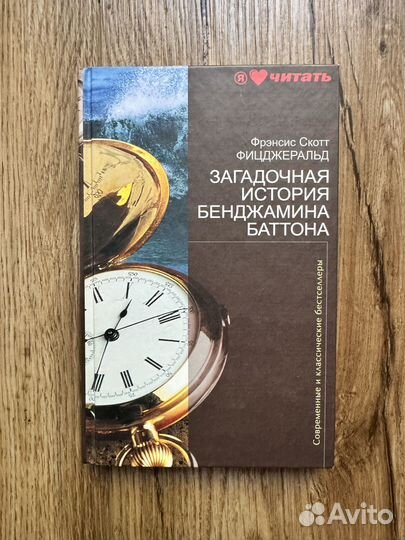 Я ❤ читать
Фрэнсис Скотт
ФИЦДЖЕРАЛЬД
ЗАГАДОЧНАЯ
ИСТОРИЯ
БЕНДЖАМИНА
БАТТОНА
Современные и классические бестселлеры
Avito